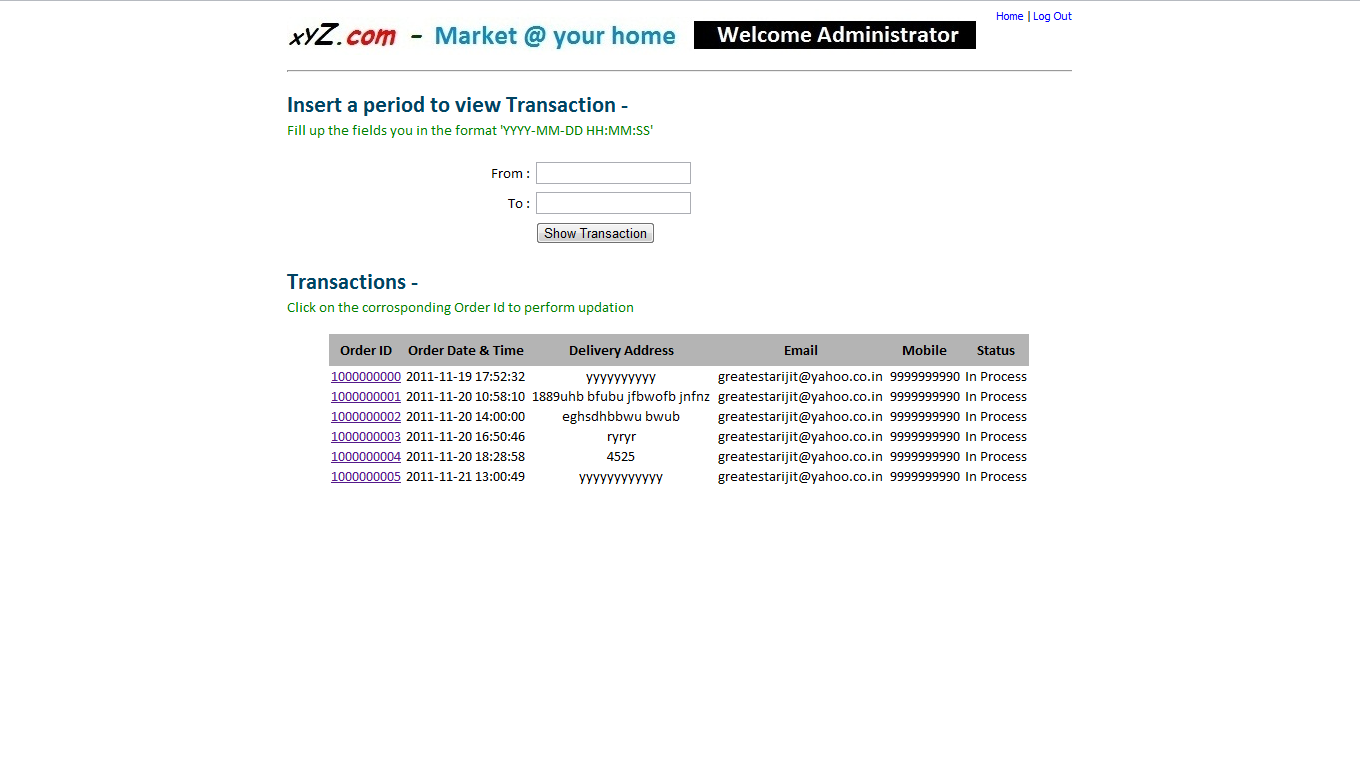 Home | Log Out
xyZ.com - Market @ your home Welcome Administrator
Insert a period to view Transaction -
Fill up the fields you in the format 'YYYY-MM-DD HH:MM:SS'
From :
To :
Show Transaction
Transactions -
Click on the corrosponding Order Id to perform updation
Order ID Order Date & Time Delivery Address Email Mobile Status
1000000000 2011-11-19 17:52:32 yyyyyyyyyy greatestarijit@yahoo.co.in 9999999990 In Process
1000000001 2011-11-20 10:58:10 1889uhb bfubu jfbwofb jnfnz greatestarijit@yahoo.co.in 9999999990 In Process
1000000002 2011-11-20 14:00:00 eghsdhbbwu bwub greatestarijit@yahoo.co.in 9999999990 In Process
1000000003 2011-11-20 16:50:46 ryryr greatestarijit@yahoo.co.in 9999999990 In Process
1000000004 2011-11-20 18:28:58 4525 greatestarijit@yahoo.co.in 9999999990 In Process
1000000005 2011-11-21 13:00:49 yyyyyyyyyyyy greatestarijit@yahoo.co.in 9999999990 In Process